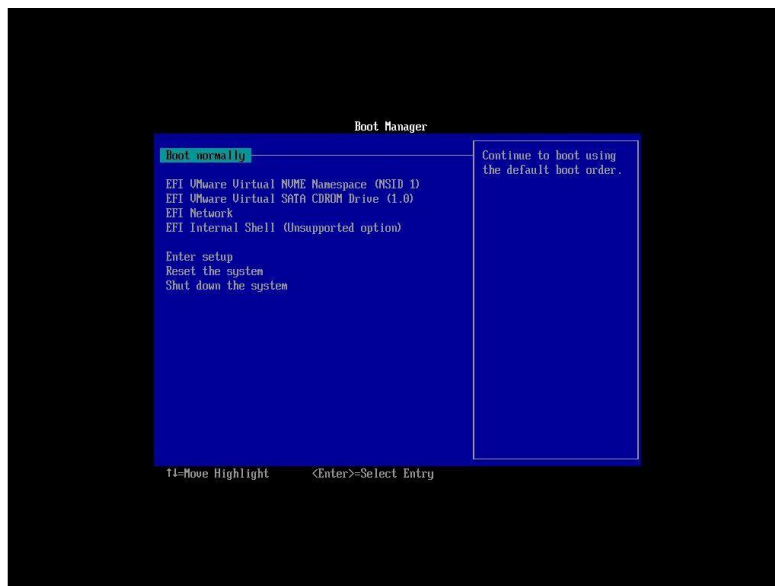 Boot Manager
Boot normally
Continue to boot using
the default boot order.
EFI VMware Virtual NVME Namespace (NSID 1)
EFI VMware Virtual SATA CDROM Drive (1.0)
EFI Network
EFI Internal Shell (Unsupported option)
Enter setup
Reset the system
Shut down the system
↑↓=Move Highlight <Enter>=Select Entry